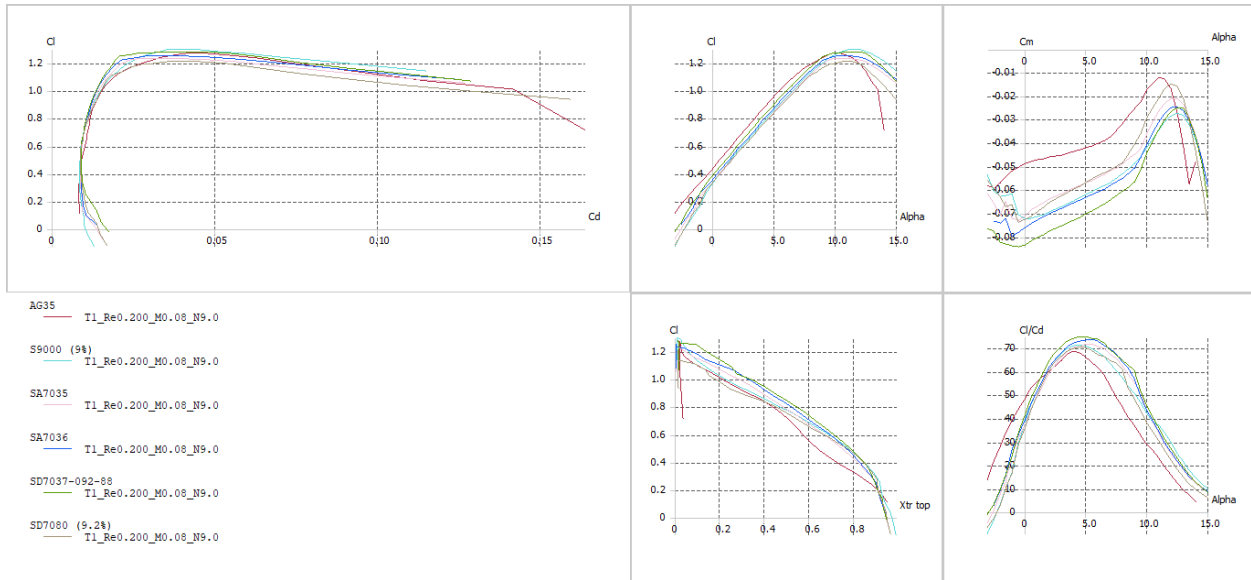 Cl
1.2
1.0
0.8
0.6
0.4
0.2
0
Cd
0
0.05
0.10
0.15
Cl
1.2
1.0
0.8
0.6
0.4
0.2
0
Alpha
0
5.0
10.0
15.0
Cm
Alpha
0
5.0
10.0
15.0
-0.01
-0.02
-0.03
-0.04
-0.05
-0.06
-0.07
-0.08
AG35
T1_Re0.200_M0.08_N9.0
S9000 (9%)
T1_Re0.200_M0.08_N9.0
SA7035
T1_Re0.200_M0.08_N9.0
SA7036
T1_Re0.200_M0.08_N9.0
SD7037-092-88
T1_Re0.200_M0.08_N9.0
SD7080 (9.2%)
T1_Re0.200_M0.08_N9.0
Cl
1.2
1.0
0.8
0.6
0.4
0.2
0
Xtr top
0
0.2
0.4
0.6
0.8
Cl/Cd
70
60
50
40
30
20
10
0
Alpha
0
5.0
10.0
15.0